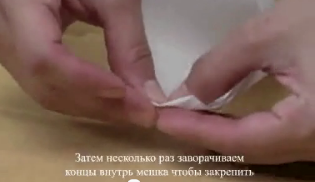 Затем несколько раз заворачиваем
концы внутрь мешка чтобы закрепить